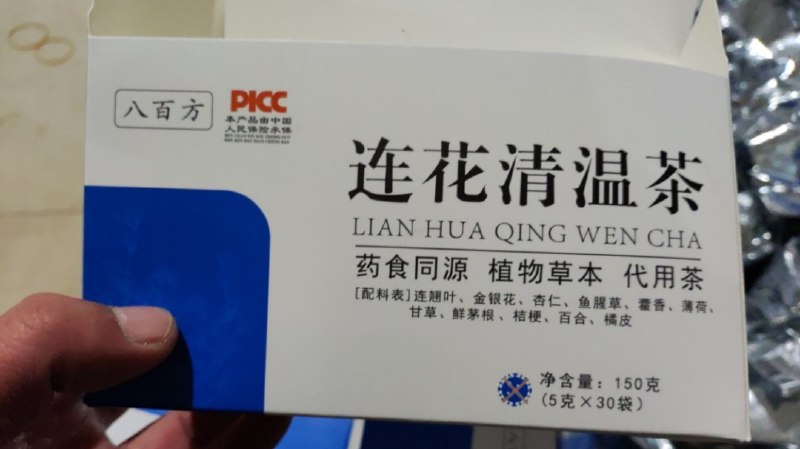 八百方
PICC
本产品由中国
人民保险承保
连花清温茶
LIAN HUA QING WEN CHA
药食同源 植物草本 代用茶
[配料表]连翘叶、金银花、杏仁、鱼腥草、藿香、薄荷、
甘草、鲜茅根、桔梗、百合、橘皮
净含量：150克
(5克×30袋)